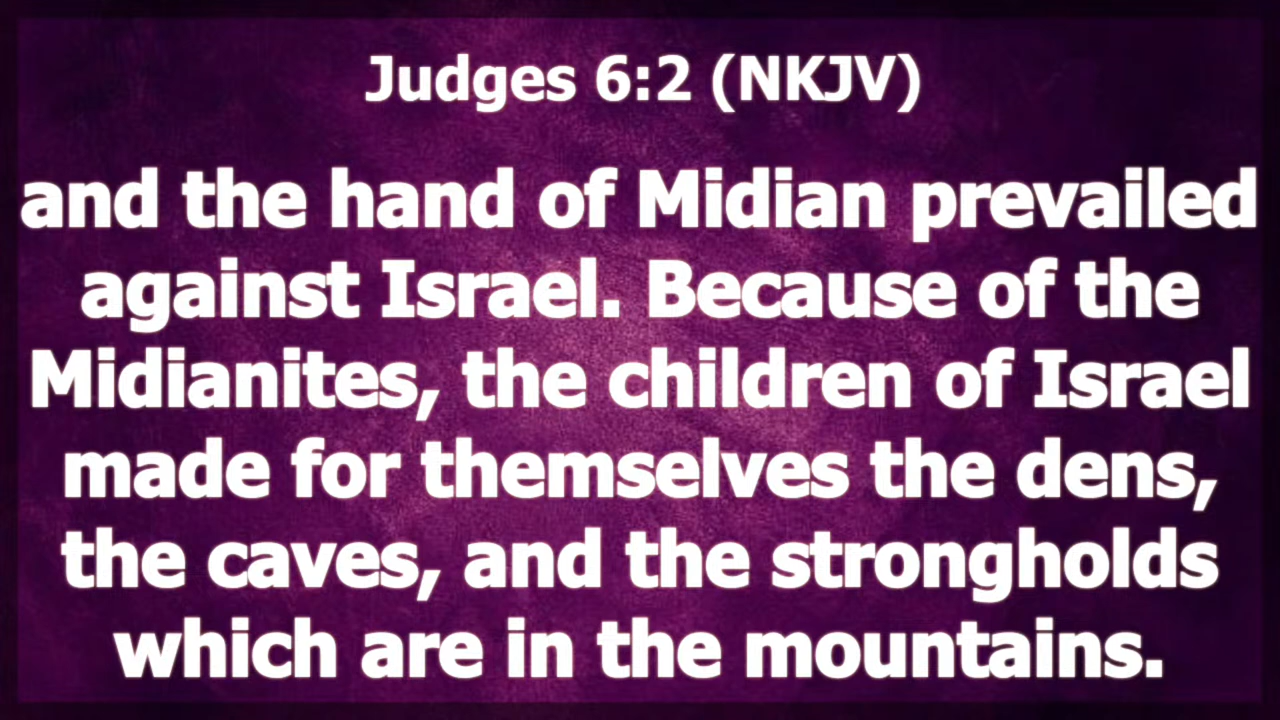 Judges 6:2 (NKJV)
and the hand of Midian prevailed
against Israel. Because of the
Midianites, the children of Israel
made for themselves the dens,
the caves, and the strongholds
which are in the mountains.